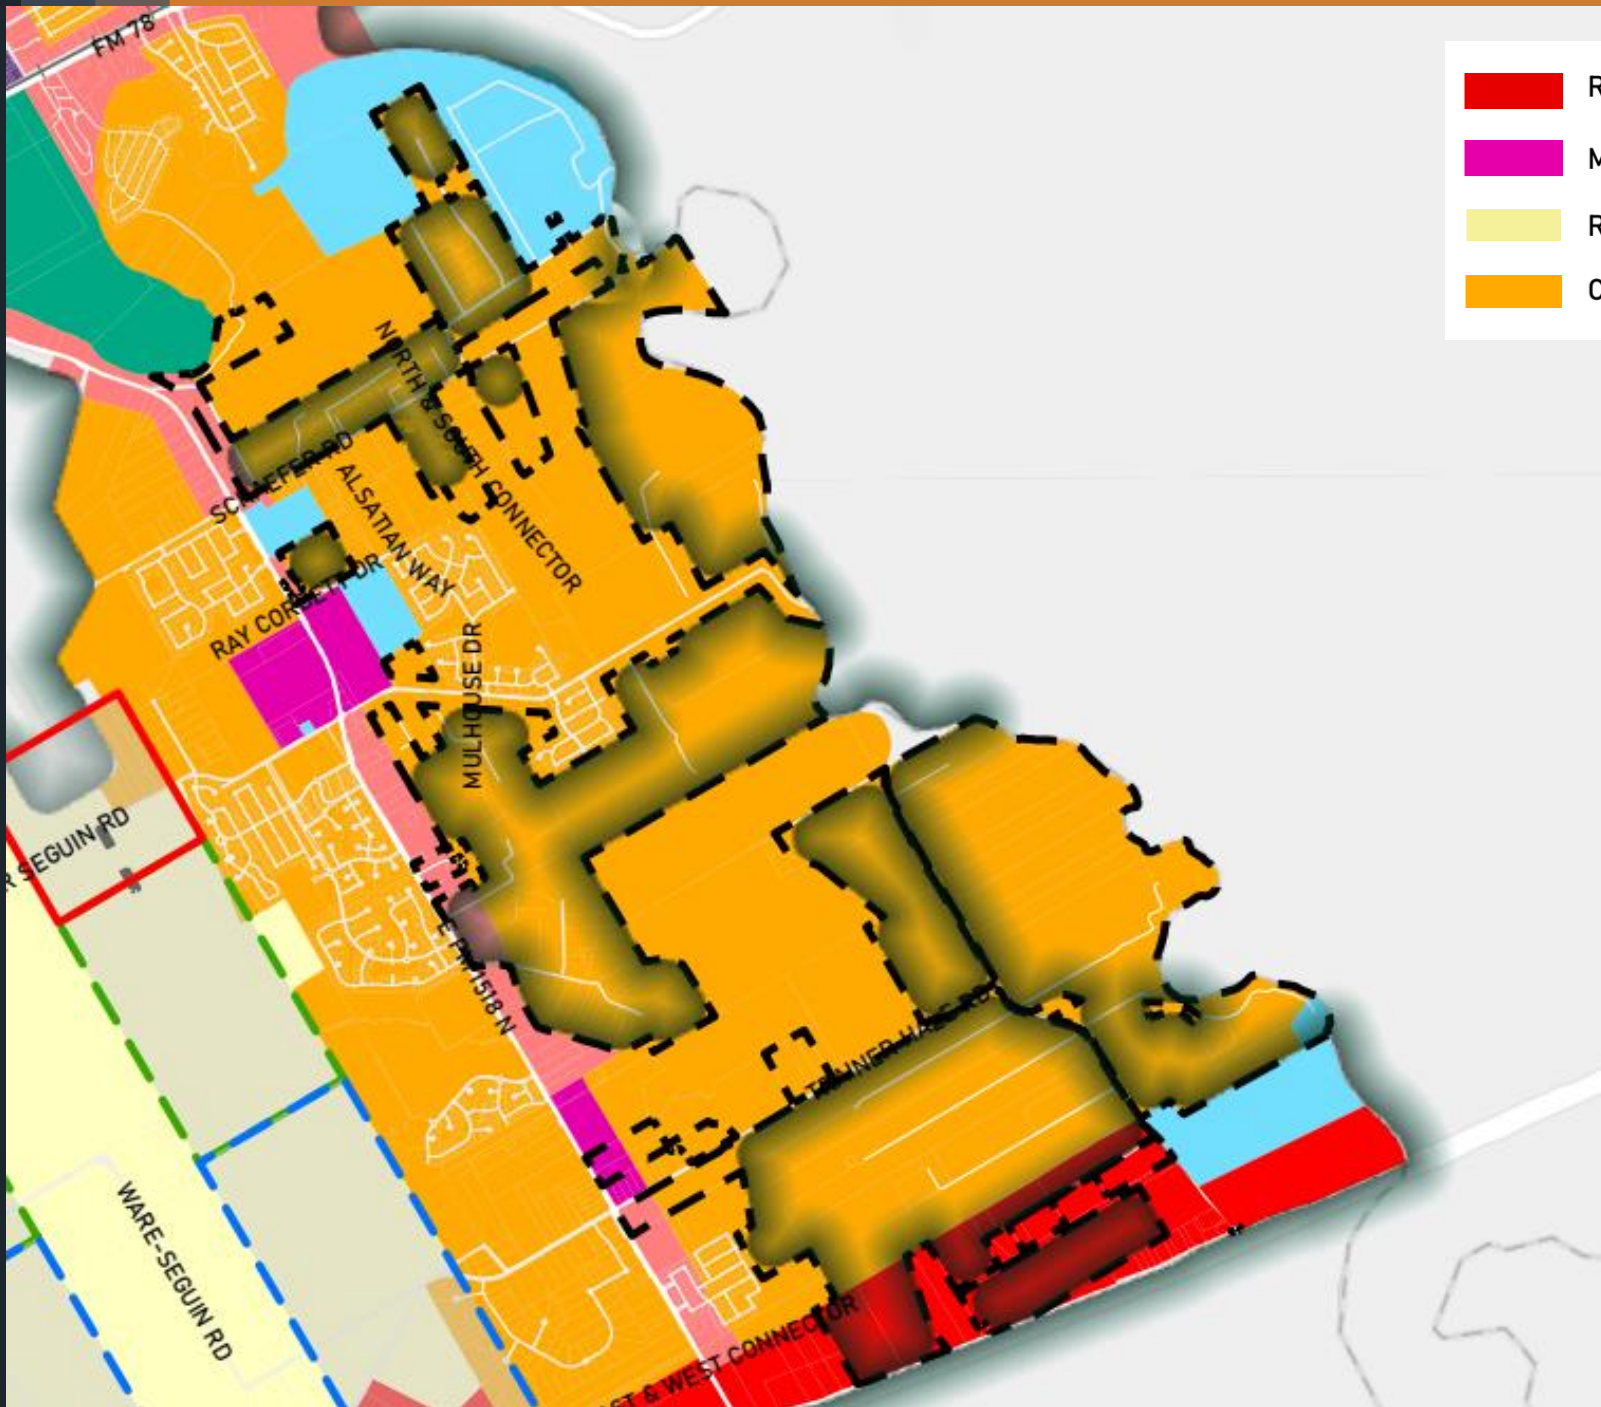 FM 78
R
M
R
C
NORTH & SOUTH CONNECTOR
SCHAEFER RD
ALSATIAN WAY
RAY CORBETT DR
MULHOUSE DR
R SEGUIN RD
E FM 1518 N
TRAINER HALE RD
WARE-SEGUIN RD
ST & WEST CONNECTOR